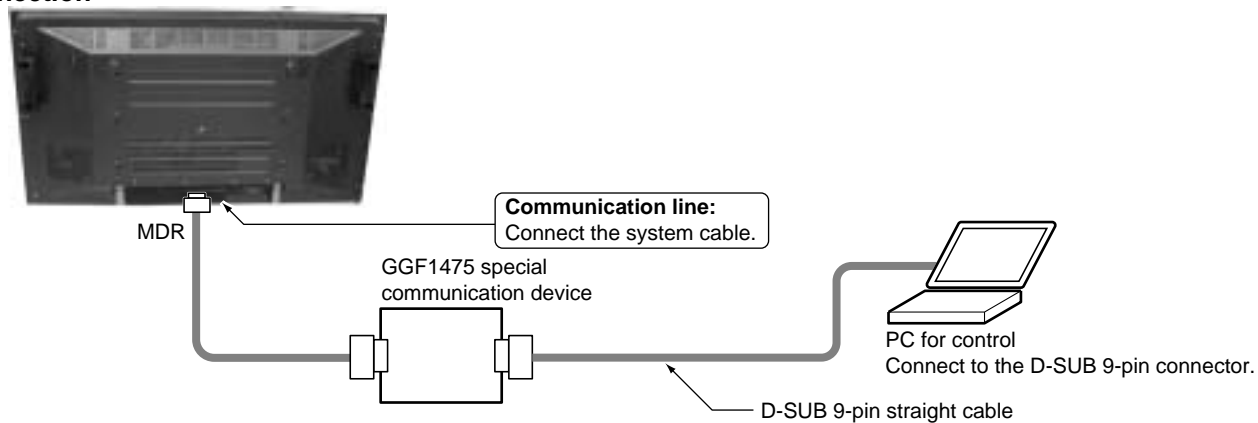 MDR
Communication line:
Connect the system cable.
GGF1475 special
communication device
PC for control
Connect to the D-SUB 9-pin connector.
D-SUB 9-pin straight cable